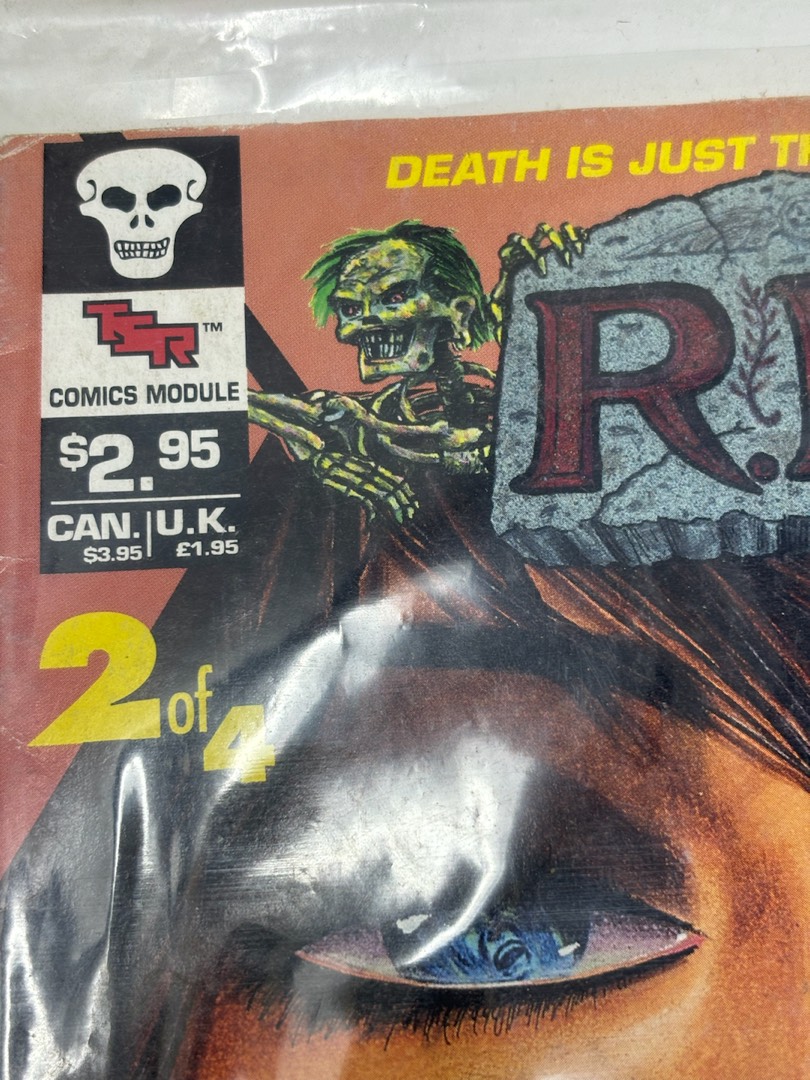 DEATH IS JUST
R.
TSR™
COMICS MODULE
$2.95
CAN. U.K.
$3.95 £1.95
2 of 4